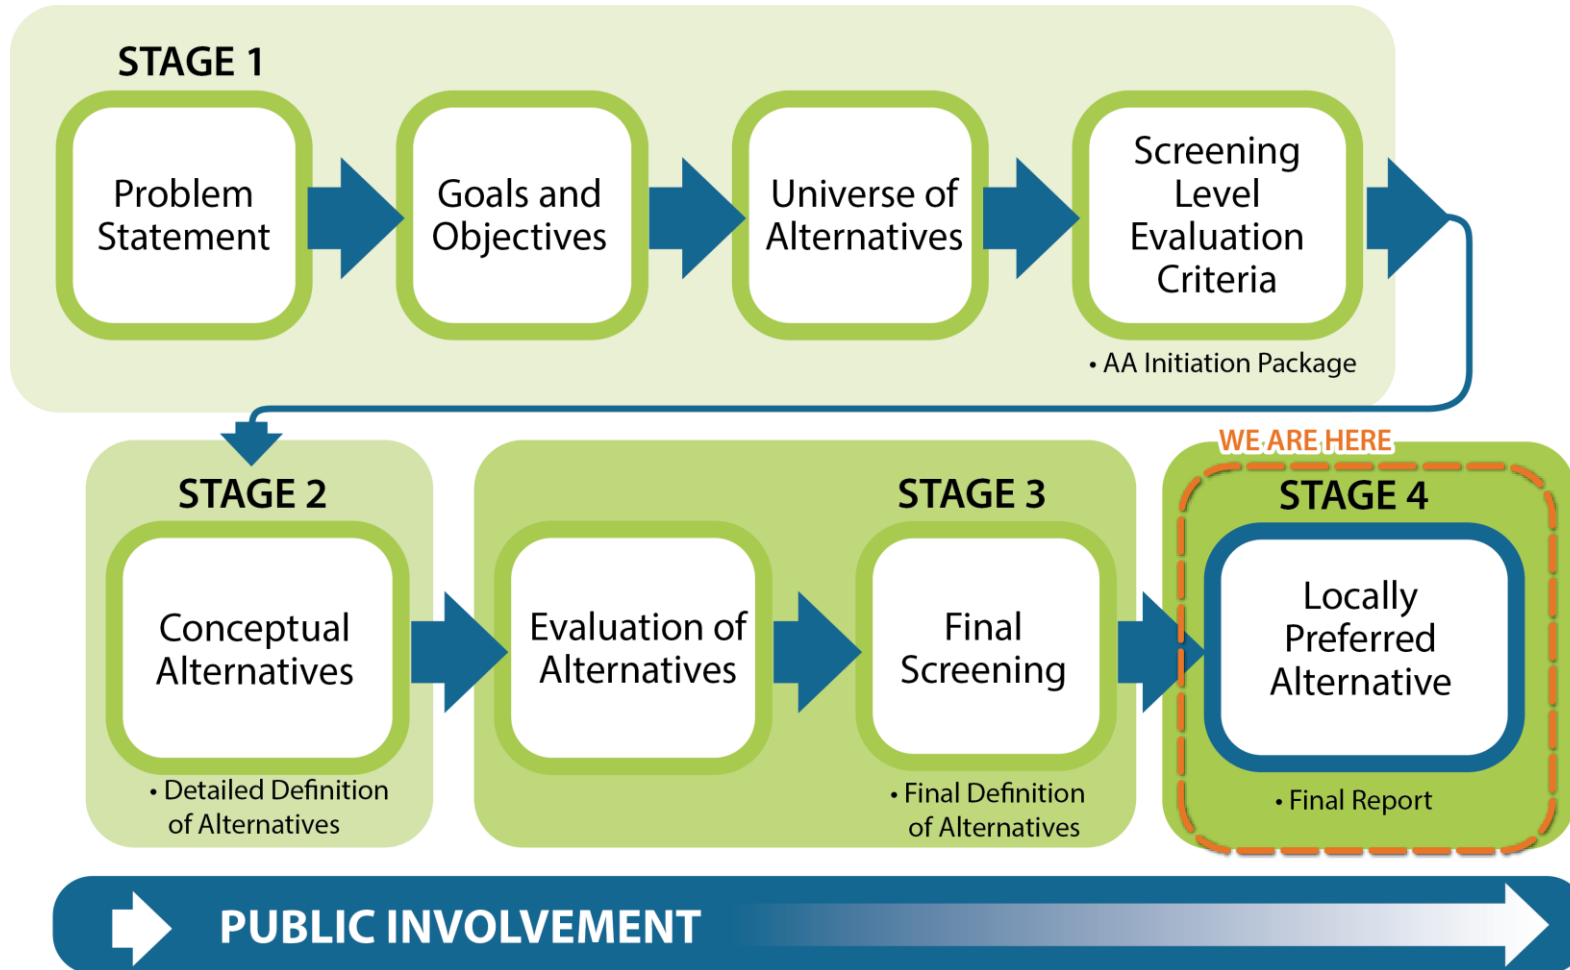 STAGE 1
Problem
Statement
Goals and
Objectives
Universe of
Alternatives
Screening
Level
Evaluation
Criteria
• AA Initiation Package
STAGE 2
Conceptual
Alternatives
• Detailed Definition
of Alternatives
STAGE 3
Evaluation of
Alternatives
Final
Screening
• Final Definition
of Alternatives
WE ARE HERE
STAGE 4
Locally
Preferred
Alternative
• Final Report
PUBLIC INVOLVEMENT